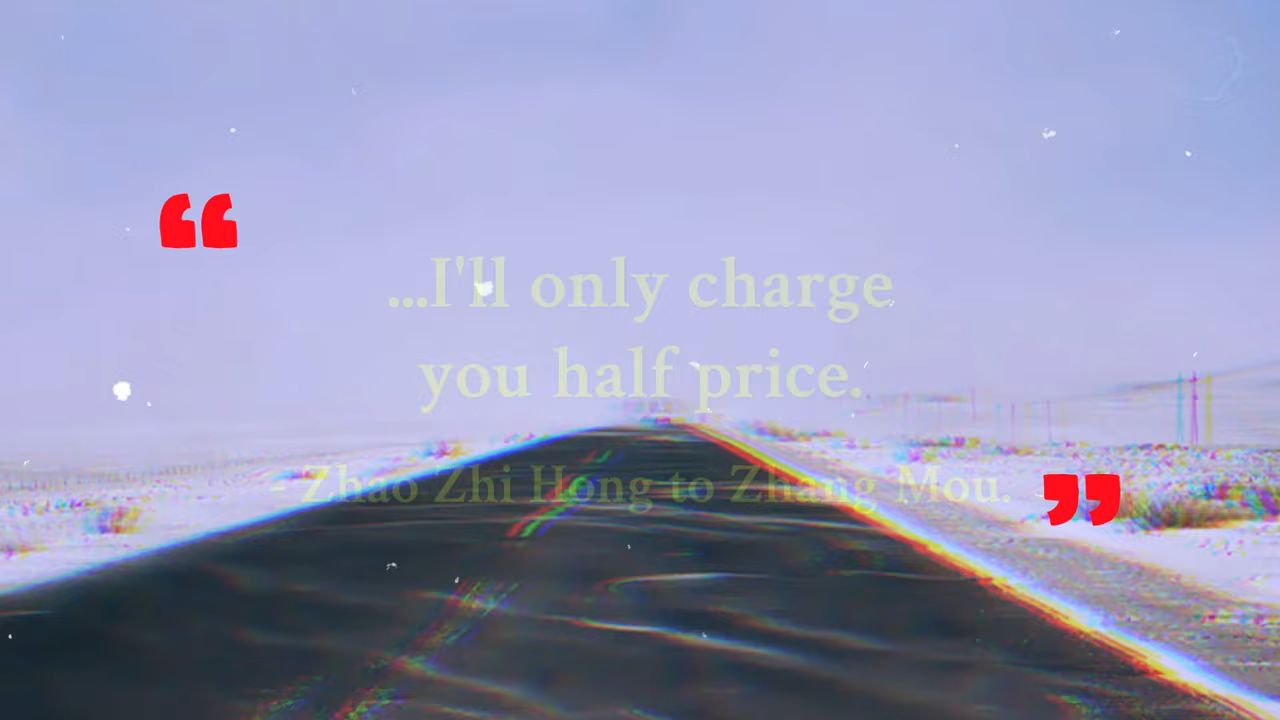 “
...I'll only charge
you half price.
- Zhao Zhi Hong to Zhang Mou. -
”